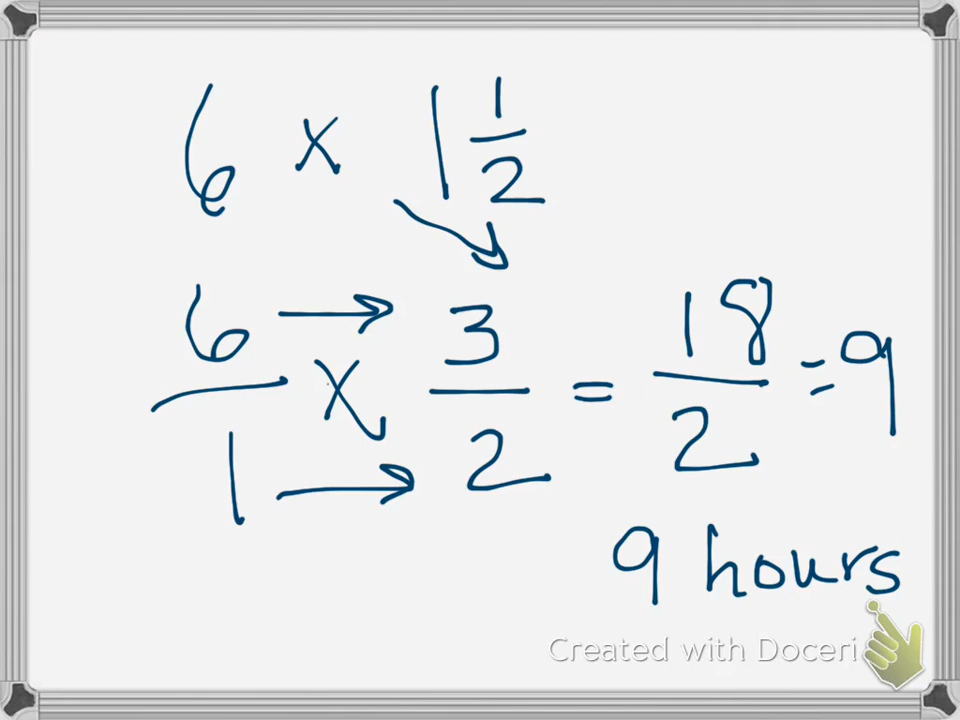 6 x 1 1/2
6/1 x 3/2 = 18/2 = 9
9 hours
Created with Doceri